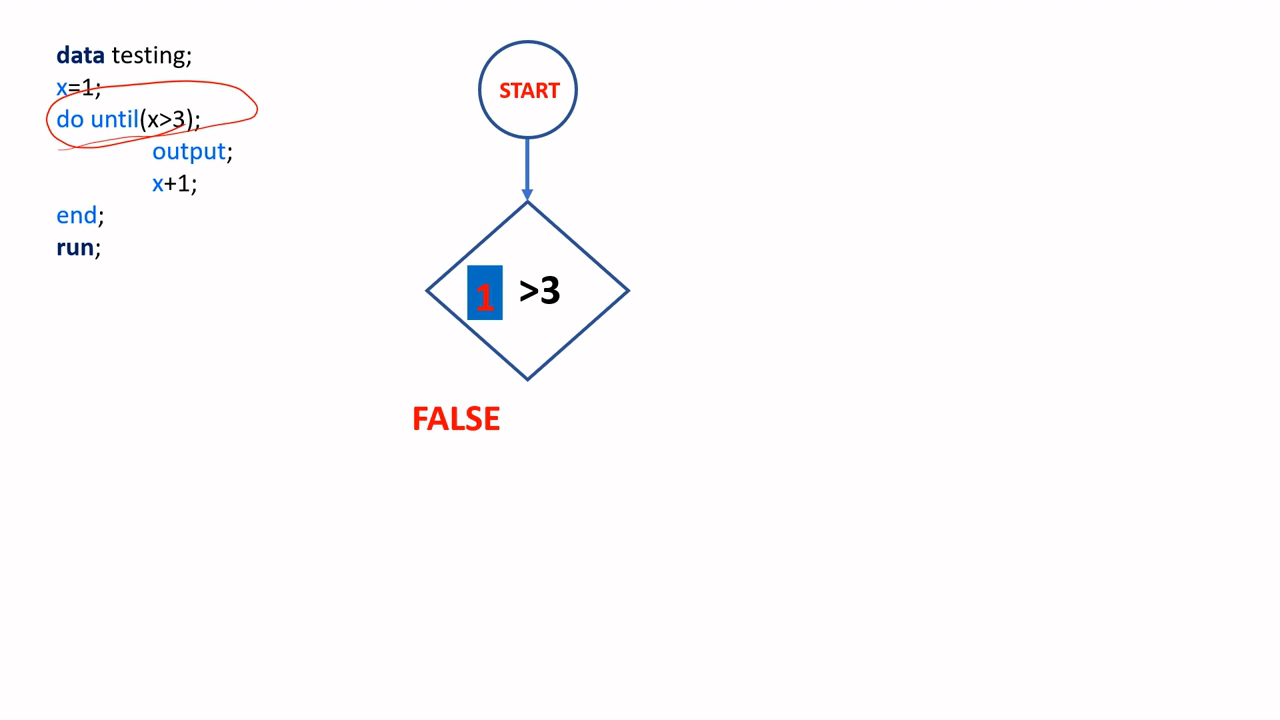 data testing;
x=1;
do until(x>3);
output;
x+1;
end;
run;
START
1 >3
FALSE